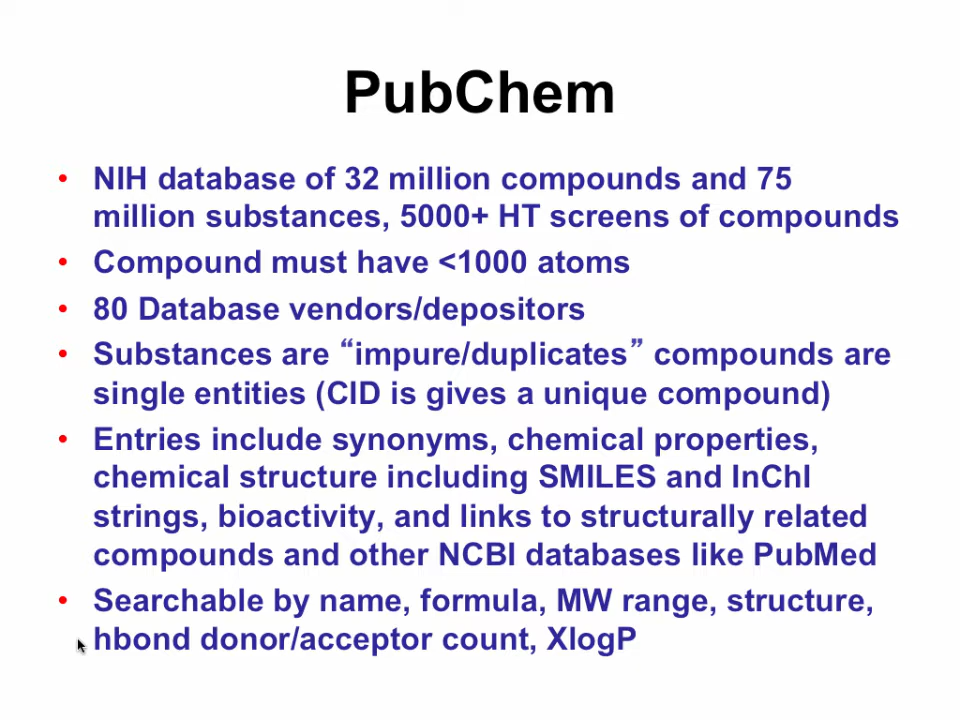 PubChem
• NIH database of 32 million compounds and 75
million substances, 5000+ HT screens of compounds
• Compound must have <1000 atoms
• 80 Database vendors/depositors
• Substances are “impure/duplicates” compounds are
single entities (CID is gives a unique compound)
• Entries include synonyms, chemical properties,
chemical structure including SMILES and InChI
strings, bioactivity, and links to structurally related
compounds and other NCBI databases like PubMed
• Searchable by name, formula, MW range, structure,
hbond donor/acceptor count, XlogP